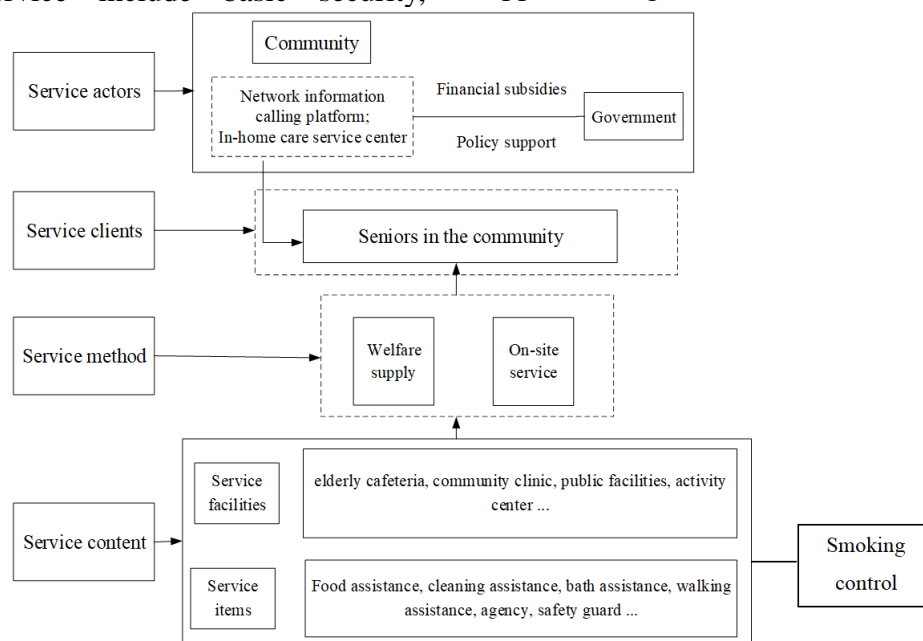 include basic security,
Community
Service actors
Network information
calling platform;
In-home care service center
Financial subsidies
Policy support
Government
Service clients
Seniors in the community
Service method
Welfare
supply
On-site
service
Service content
Service
facilities
elderly cafeteria, community clinic, public facilities, activity
center ...
Service
items
Food assistance, cleaning assistance, bath assistance, walking
assistance, agency, safety guard ...
Smoking
control